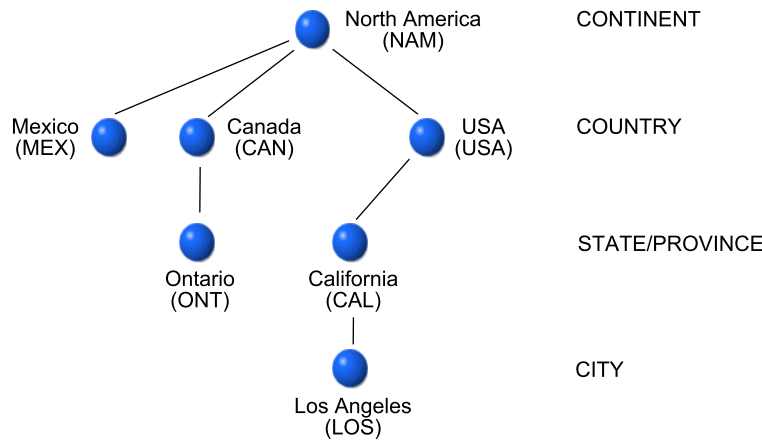 North America
(NAM)
CONTINENT
Mexico
(MEX)
Canada
(CAN)
USA
(USA)
COUNTRY
Ontario
(ONT)
California
(CAL)
STATE/PROVINCE
Los Angeles
(LOS)
CITY